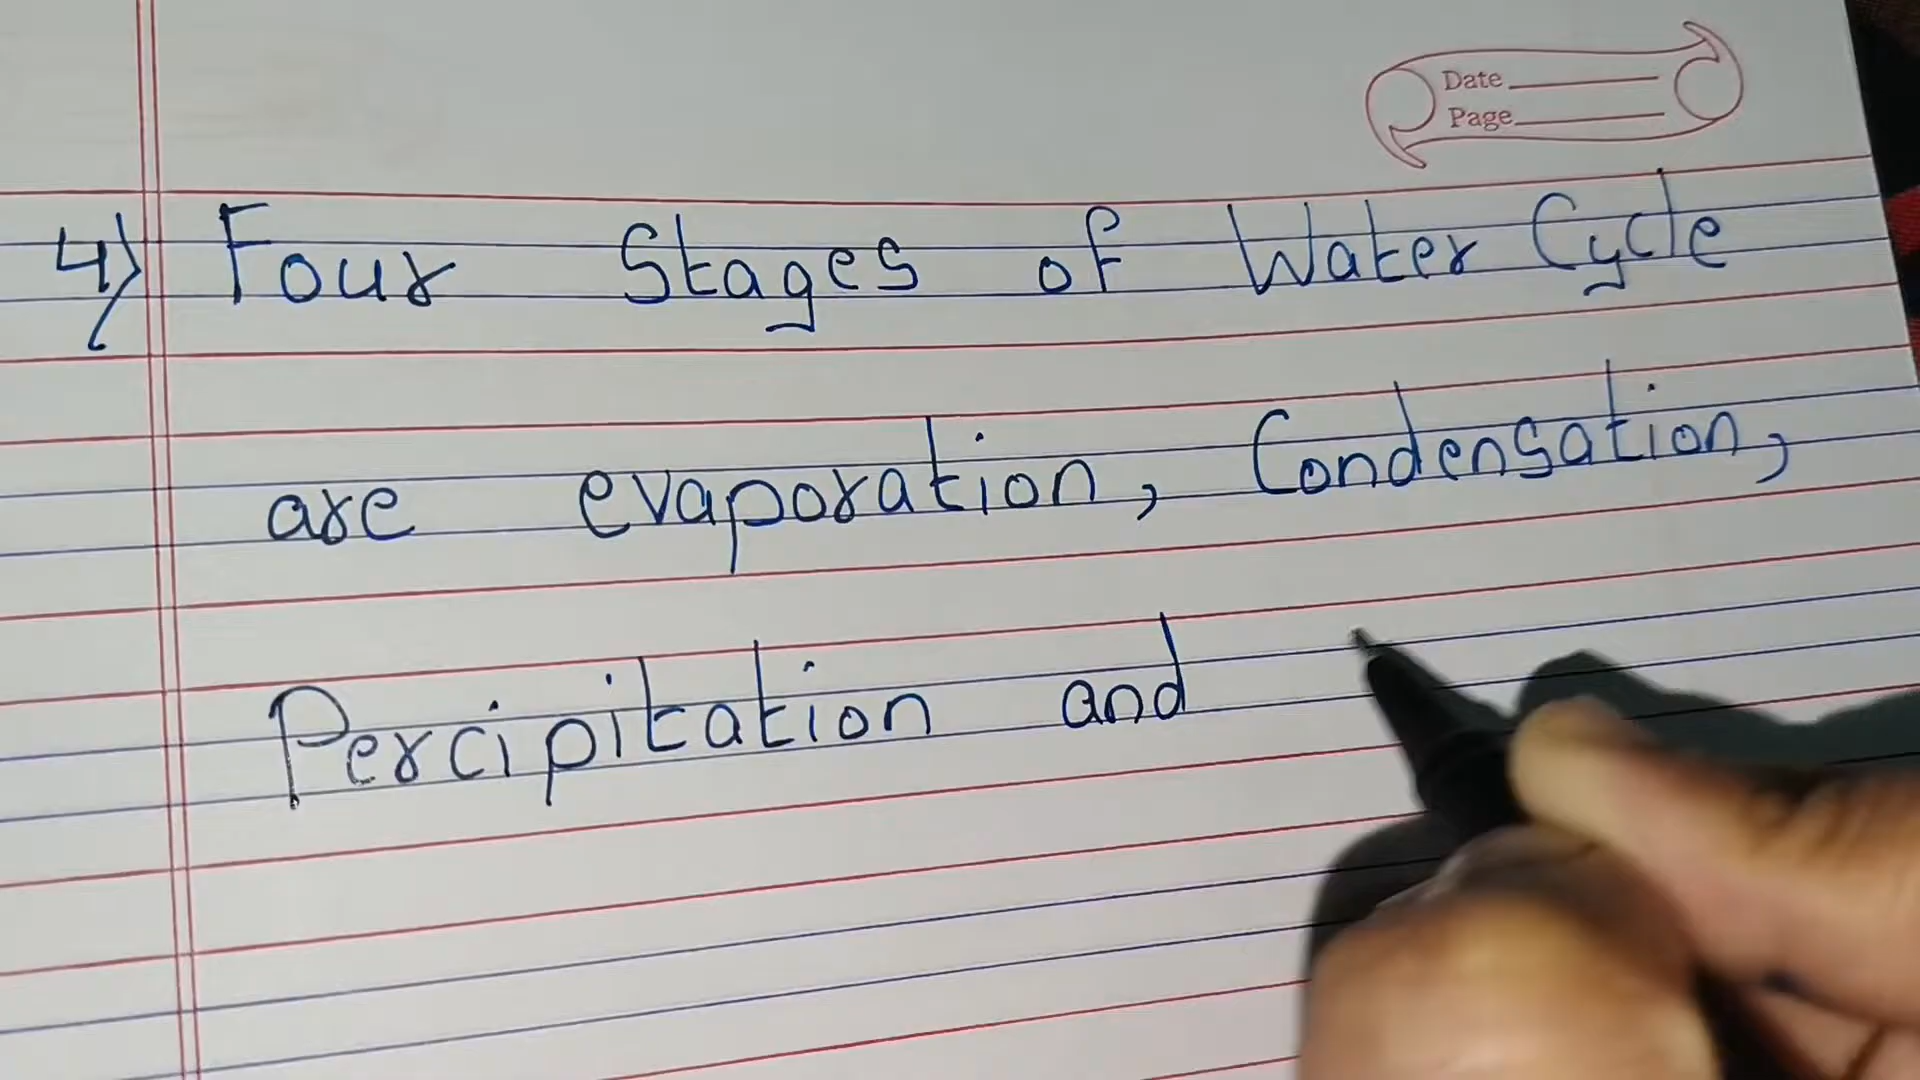 Date
Page
4) Four Stages of Water Cycle
are evaporation, Condensation,
Percipitation and